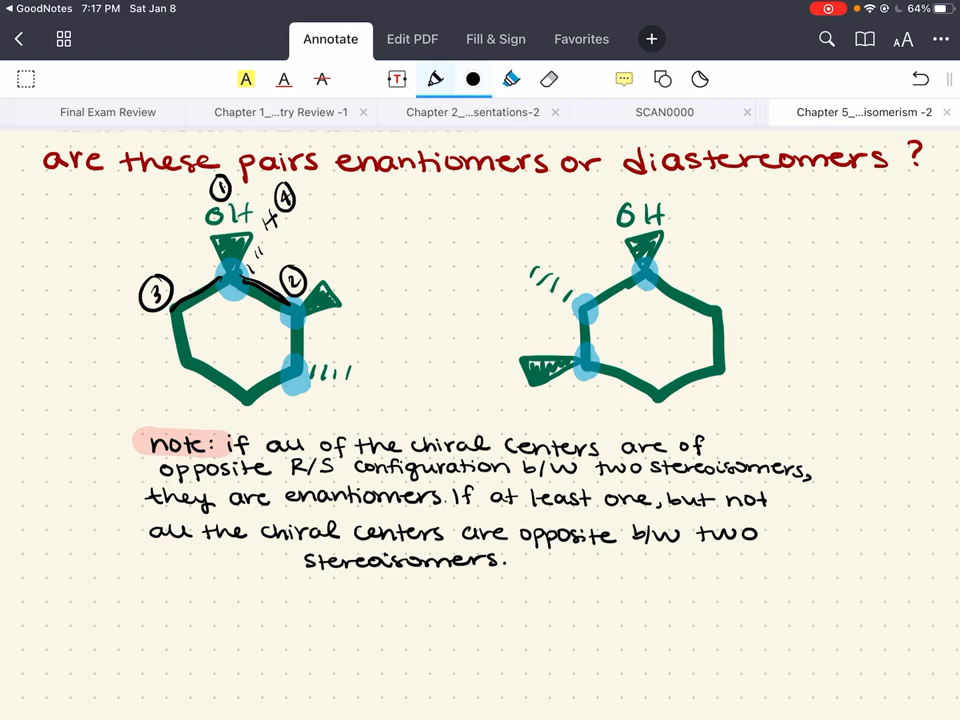 GoodNotes 7:17 PM Sat Jan 8 64%
Annotate Edit PDF Fill & Sign Favorites
AA
A A A T
Final Exam Review Chapter 1_...try Review -1 Chapter 2_...sentations-2 SCAN0000 Chapter 5_...isomerism -2
are these pairs enantiomers or diastereomers ?
1
OH H 4
3 2
OH
note: if all of the chiral centers are of
opposite R/S configuration b/w two stereoisomers,
they are enantiomers. If at least one, but not
all the chiral centers are opposite b/w two
stereoisomers.